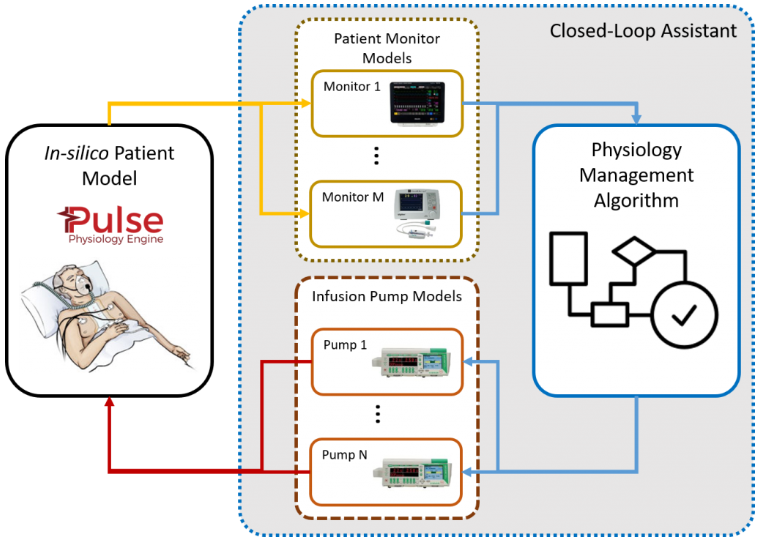 Closed-Loop Assistant
Patient Monitor
Models
Monitor 1
Monitor M
In-silico Patient
Model
Pulse
Physiology Engine
Physiology
Management
Algorithm
Infusion Pump Models
Pump 1
Pump N